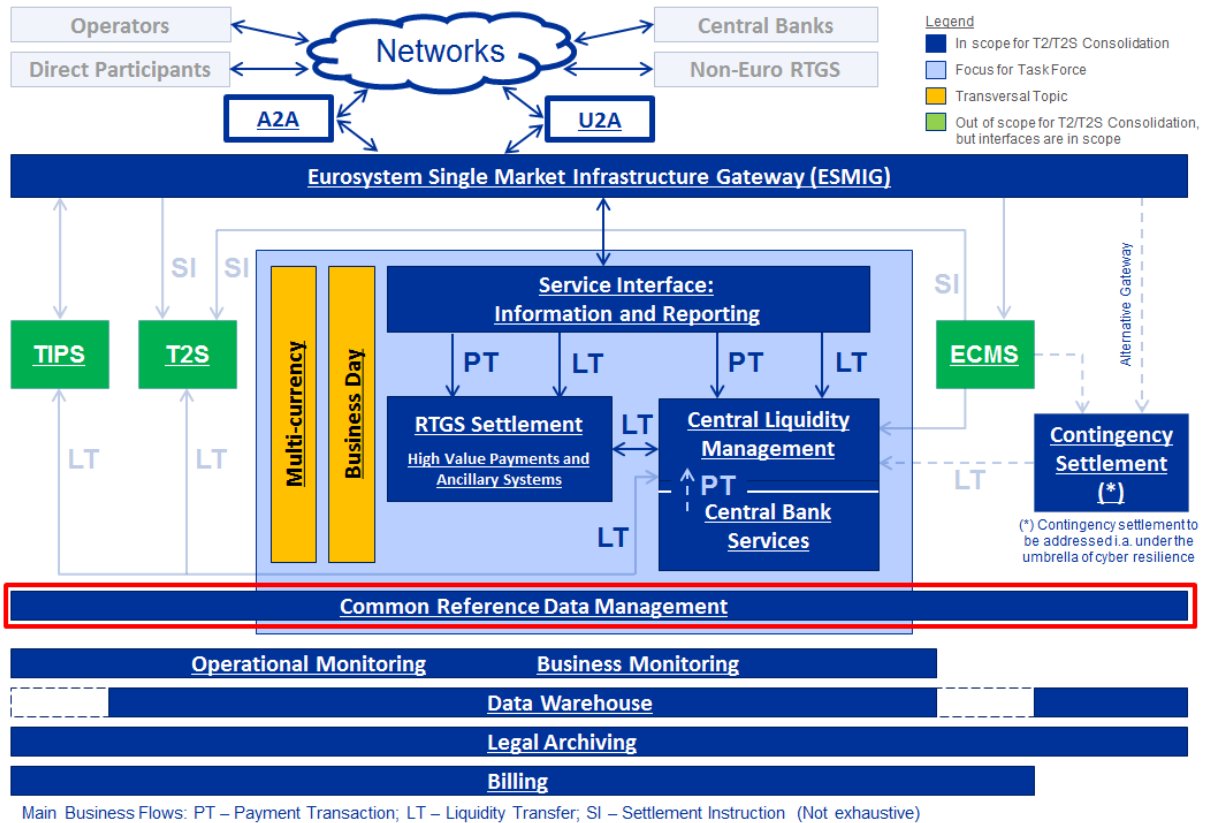 Operators
Networks
Central Banks
Direct Participants
Non-Euro RTGS
Legend
In scope for T2/T2S Consolidation
Focus for Task Force
Transversal Topic
Out of scope for T2/T2S Consolidation,
but interfaces are in scope
A2A
U2A
Eurosystem Single Market Infrastructure Gateway (ESMIG)
SI
SI
SI
Alternative Gateway
Multi-currency
Business Day
Service Interface:
Information and Reporting
TIPS
T2S
ECMS
PT
LT
PT
LT
RTGS Settlement
High Value Payments and
Ancillary Systems
LT
Central Liquidity
Management
PT
Central Bank
Services
Contingency
Settlement
(*)
LT
LT
LT
LT
(*) Contingency settlement to
be addressed i.a. under the
umbrella of cyber resilience
Common Reference Data Management
Operational Monitoring
Business Monitoring
Data Warehouse
Legal Archiving
Billing
Main Business Flows: PT – Payment Transaction; LT – Liquidity Transfer; SI – Settlement Instruction (Not exhaustive)